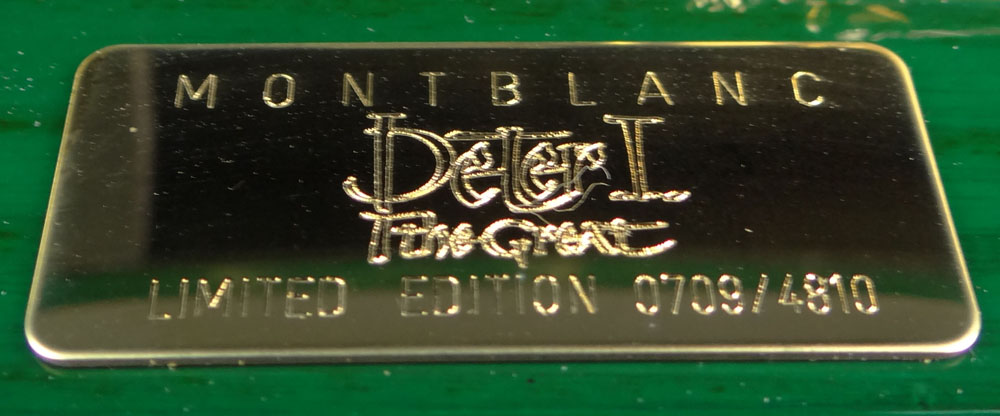 MONTBLANC
Peter I
The Great
LIMITED EDITION 0709/4810